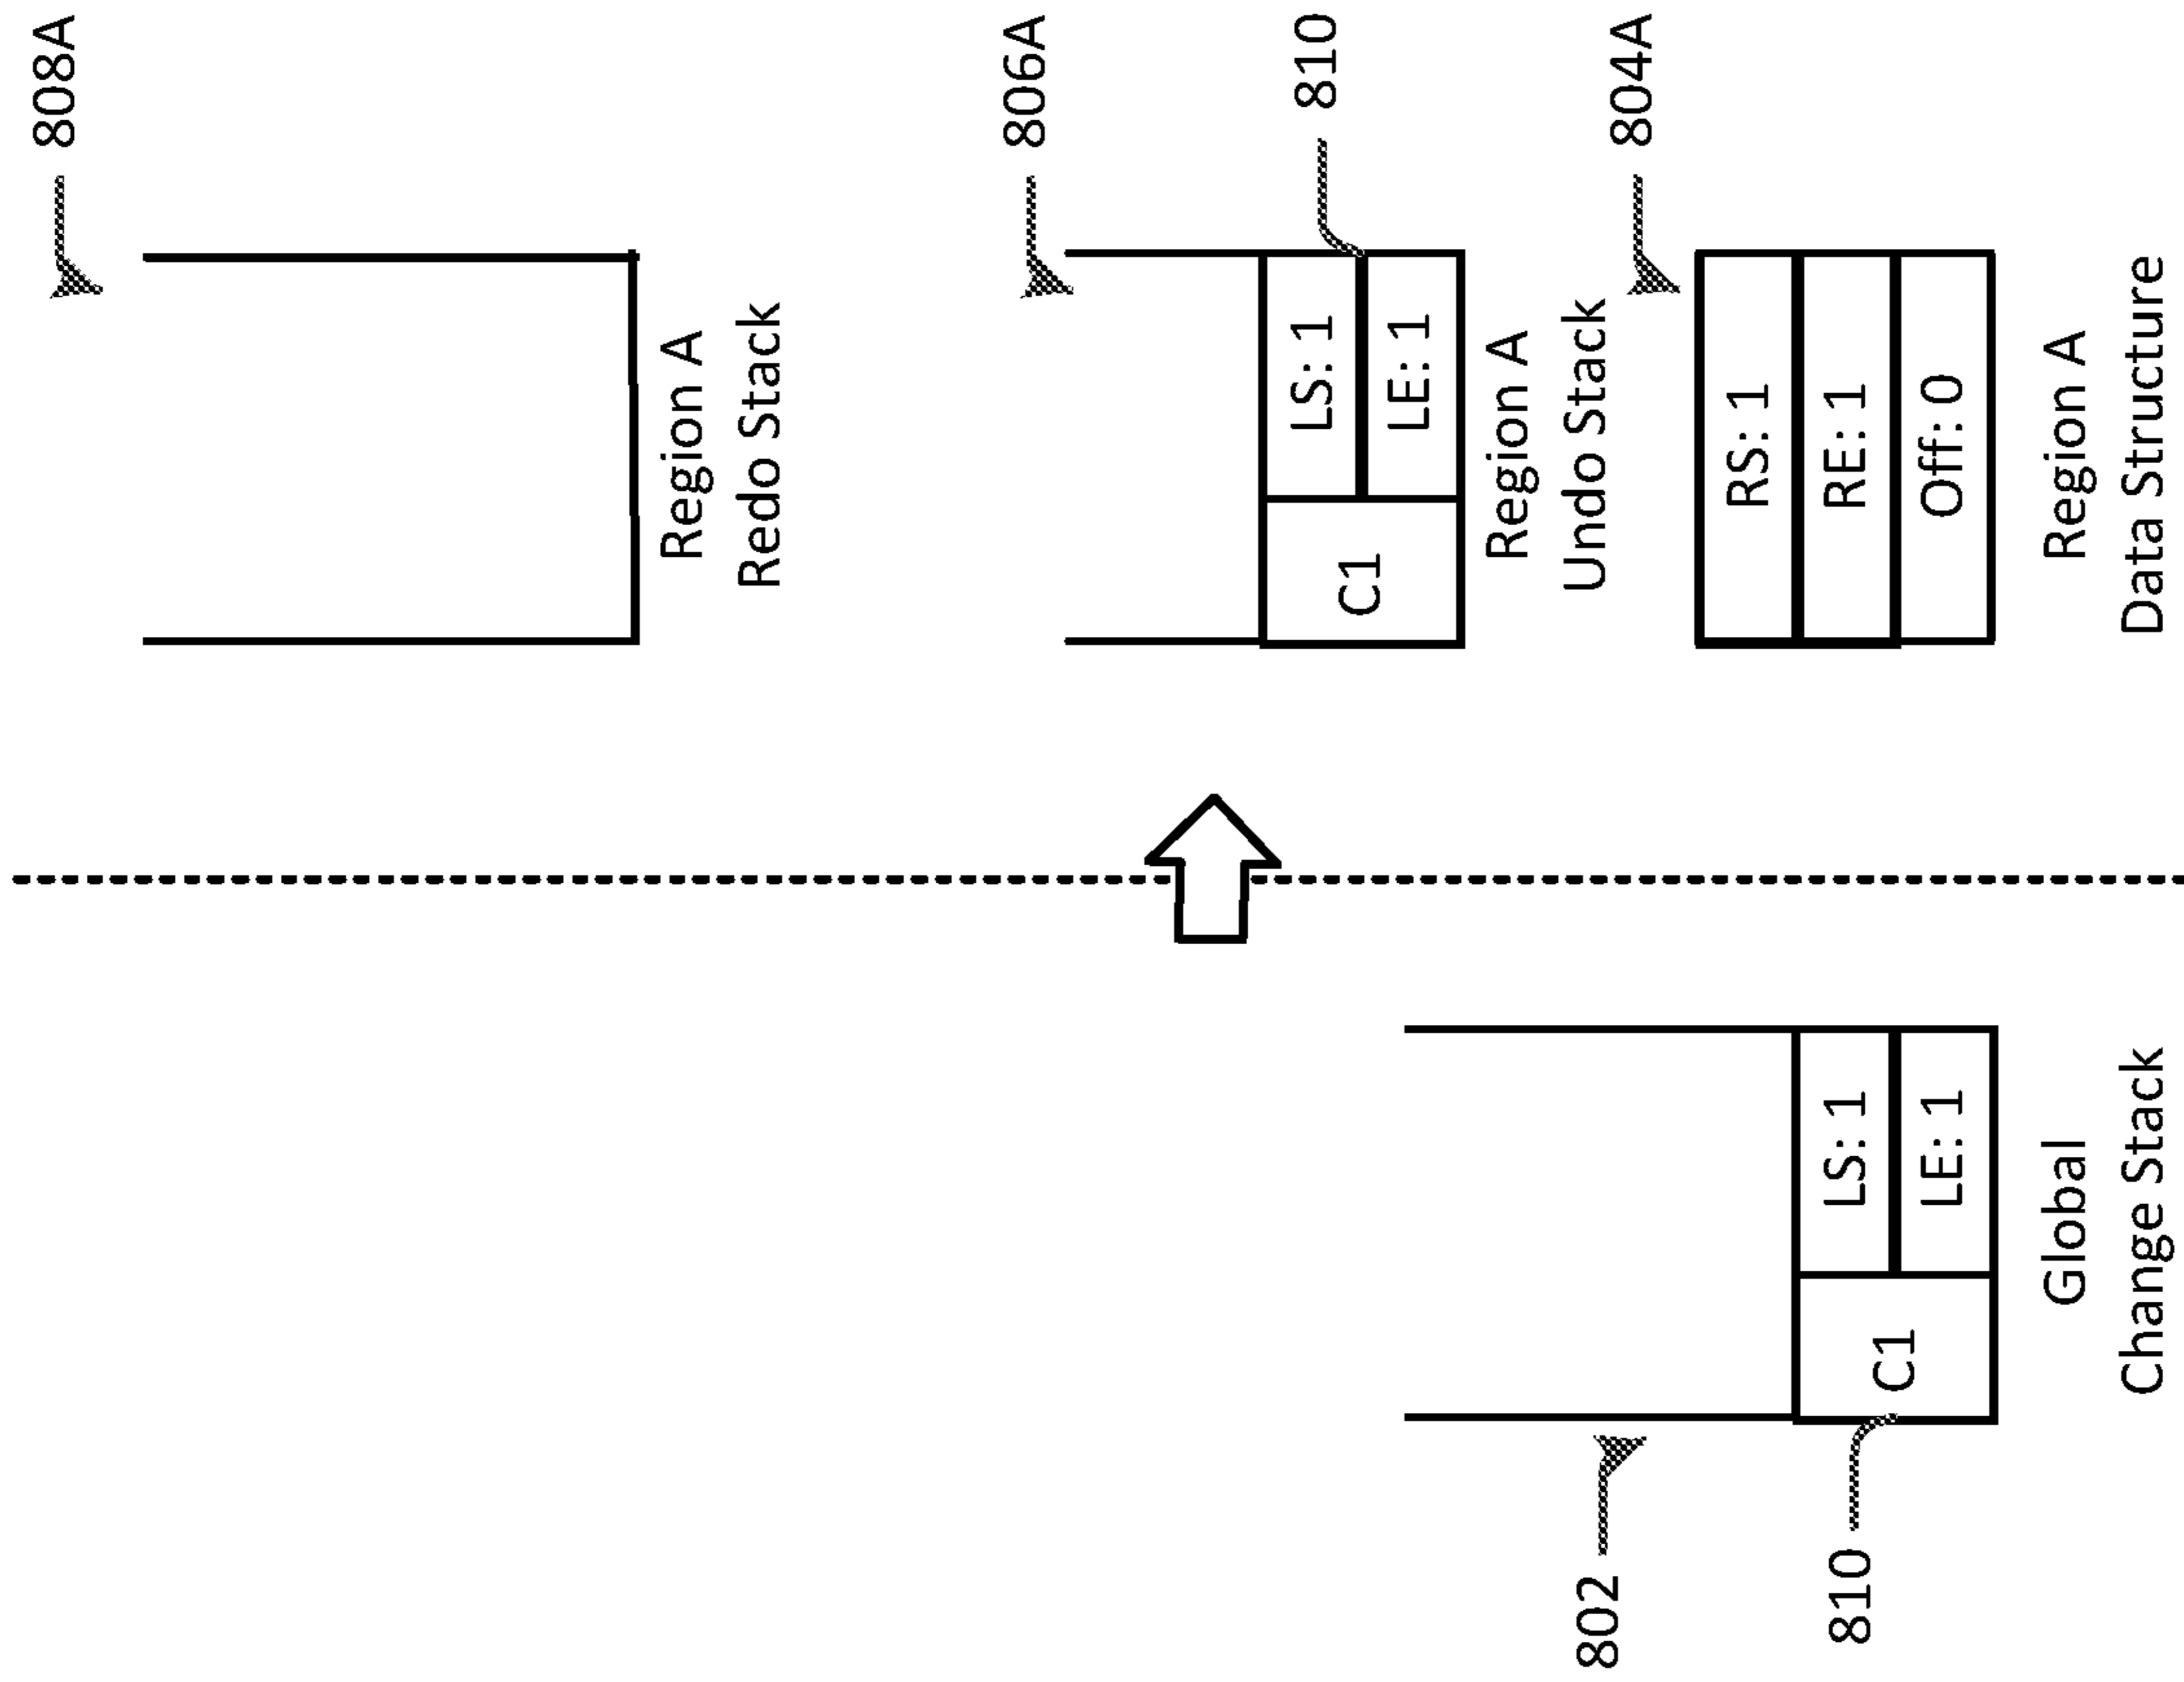 802
810
C1
LS: 1
LE: 1
Global
Change Stack
808A
Region A
Redo Stack
806A
810
C1
LS: 1
LE: 1
Region A
Undo Stack
804A
RS: 1
RE: 1
Off: 0
Region A
Data Structure